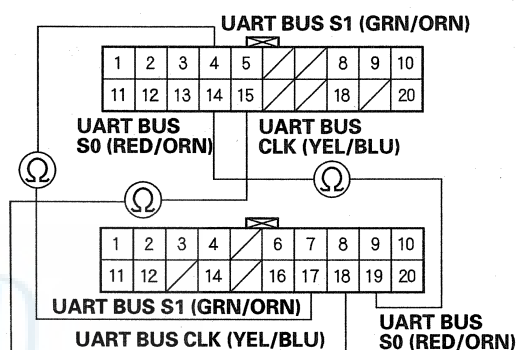 UART BUS S1 (GRN/ORN)
1 2 3 4 5 8 9 10
11 12 13 14 15 18 20
UART BUS
S0 (RED/ORN)
UART BUS
CLK (YEL/BLU)
Ω
Ω
Ω
1 2 3 4 6 7 8 9 10
11 12 14 16 17 18 19 20
UART BUS S1 (GRN/ORN)
UART BUS CLK (YEL/BLU)
UART BUS
S0 (RED/ORN)